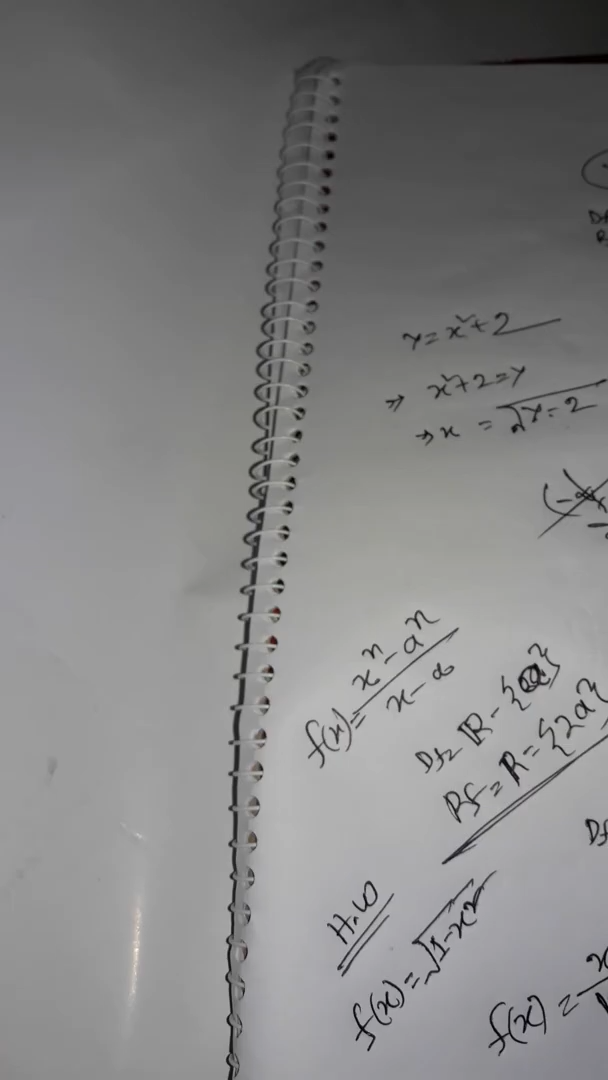 y = x² + 2
⇒ x² + 2 = y
⇒ x = √y - 2
f(x) = xⁿ - aⁿ / x - a
Df = R - {a}
Rf = R = {2a}
H.W
f(x) = √1-x²
f(x) =